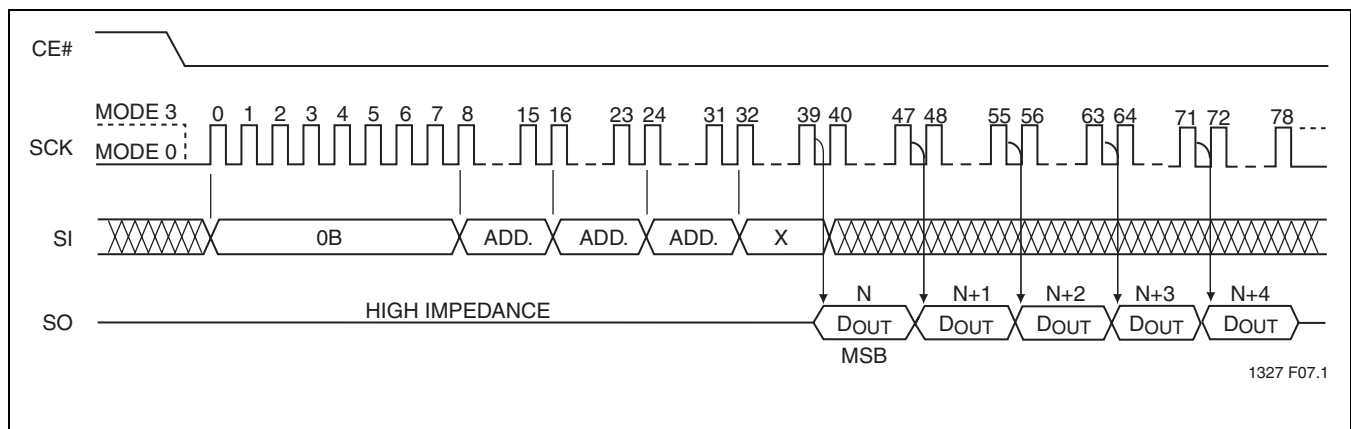 CE#
MODE 3
0 1 2 3 4 5 6 7 8 15 16 23 24 31 32 39 40 47 48 55 56 63 64 71 72 78
SCK
MODE 0
SI
0B ADD. ADD. ADD. X
N N+1 N+2 N+3 N+4
SO
HIGH IMPEDANCE
DOUT DOUT DOUT DOUT DOUT
MSB
1327 F07.1